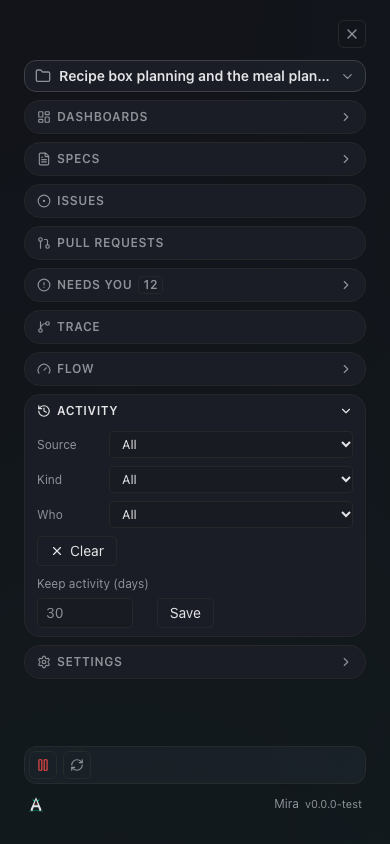 Recipe box planning and the meal plan...
DASHBOARDS
SPECS
ISSUES
PULL REQUESTS
NEEDS YOU 12
TRACE
FLOW
ACTIVITY
Source All
Kind All
Who All
Clear
Keep activity (days)
30 Save
SETTINGS
Mira v0.0.0-test